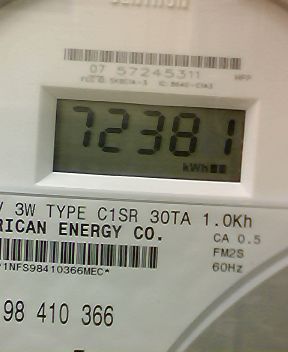 07 57245311
72381
kWh
3W TYPE C1SR 30TA 1.0Kh
RICAN ENERGY CO.
CA 0.5
FM2S
60Hz
1NFS98410366MEC*
98 410 366